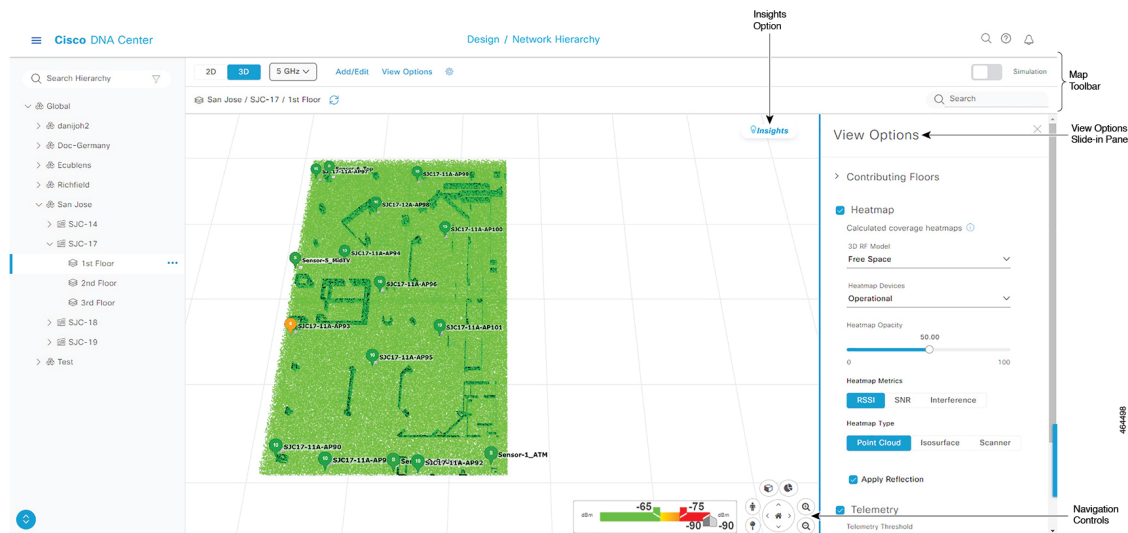 Insights
Option
Cisco DNA Center
Design / Network Hierarchy
Search Hierarchy
2D
3D
5 GHz
Add/Edit
View Options
Simulation
Map
Toolbar
San Jose / SJC-17 / 1st Floor
Search
Global
danijoh2
Doc-Germany
Ecublens
Richfield
San Jose
SJC-14
SJC-17
1st Floor
2nd Floor
3rd Floor
SJC-18
SJC-19
Test
Insights
View Options
View Options
Slide-in Pane
Contributing Floors
Heatmap
Calculated coverage heatmaps
3D RF Model
Free Space
Heatmap Devices
Operational
Heatmap Opacity
50.00
0
100
Heatmap Metrics
RSSI
SNR
Interference
Heatmap Type
Point Cloud
Isosurface
Scanner
Apply Reflection
Telemetry
Telemetry Threshold
SJC17-11A-AP99
SJC17-12A-AP98
SJC17-11A-AP100
SJC17-11A-AP94
Sensor-5_MidTV
SJC17-11A-AP96
SJC17-11A-AP93
SJC17-11A-AP101
SJC17-11A-AP95
SJC17-11A-AP90
SJC17-11A-AP92
Sensor-1_ATM
dBm
-65
-75
-90
dBm
-90
Navigation
Controls
464498